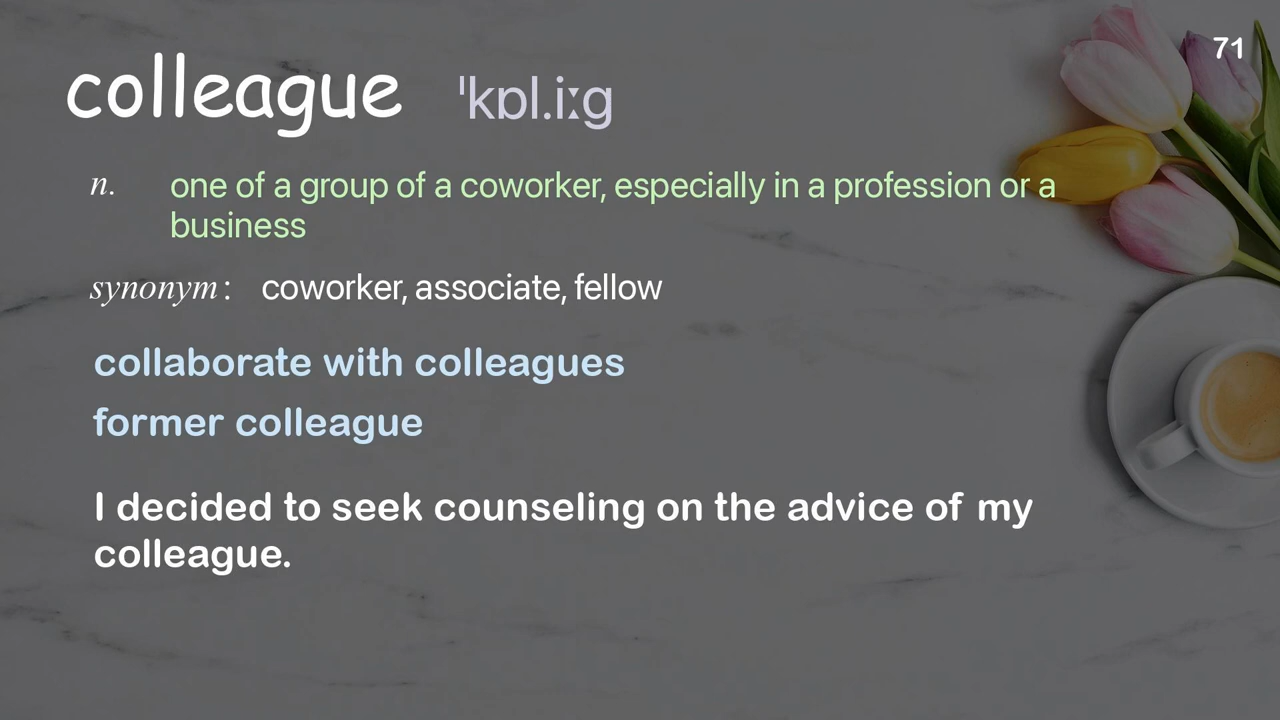 71
colleague ˈkɒl.iːg
n. one of a group of a coworker, especially in a profession or a
business
synonym : coworker, associate, fellow
collaborate with colleagues
former colleague
I decided to seek counseling on the advice of my
colleague.